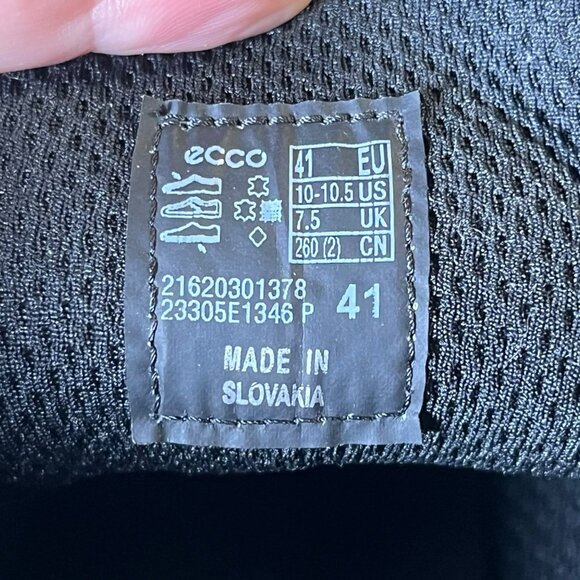 ecco
41 EU
10-10.5 US
7.5 UK
260 (2) CN
21620301378
23305E1346 P 41
MADE IN
SLOVAKIA